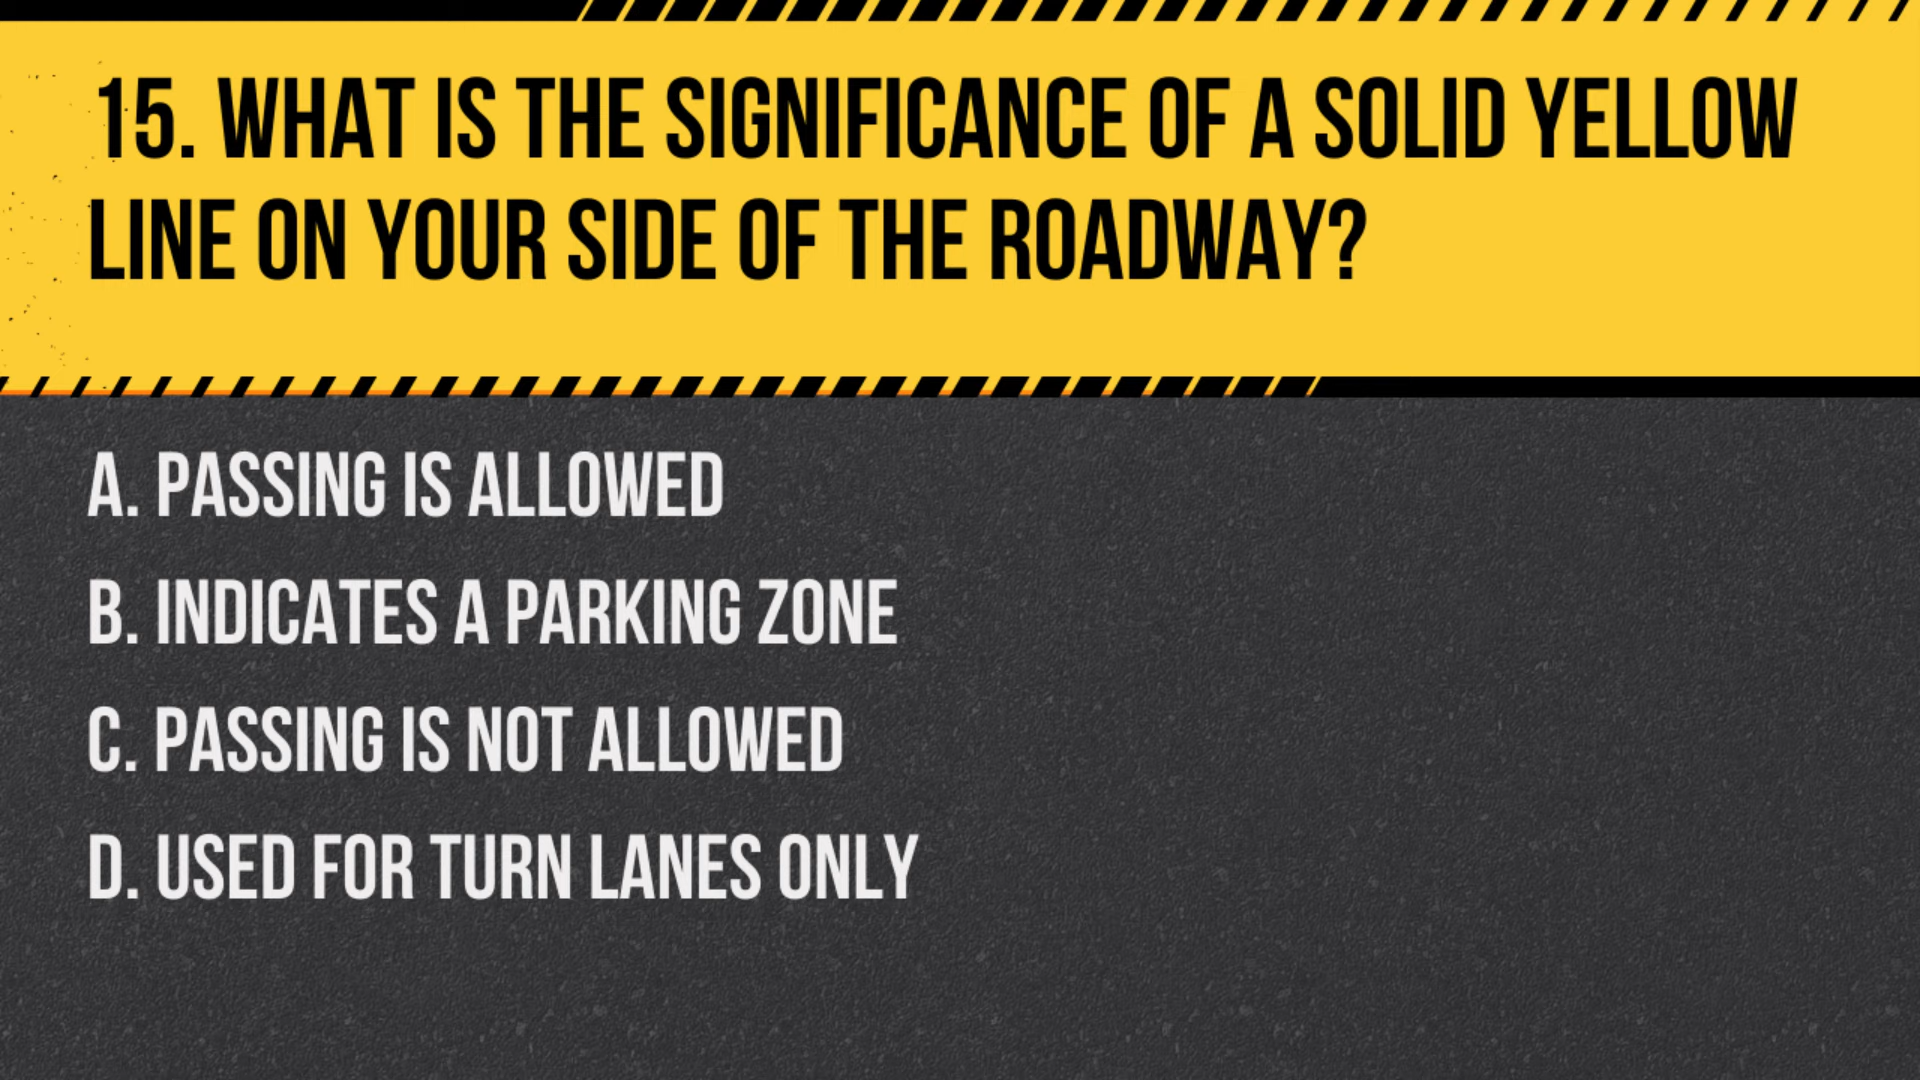 15. WHAT IS THE SIGNIFICANCE OF A SOLID YELLOW
LINE ON YOUR SIDE OF THE ROADWAY?
A. PASSING IS ALLOWED
B. INDICATES A PARKING ZONE
C. PASSING IS NOT ALLOWED
D. USED FOR TURN LANES ONLY